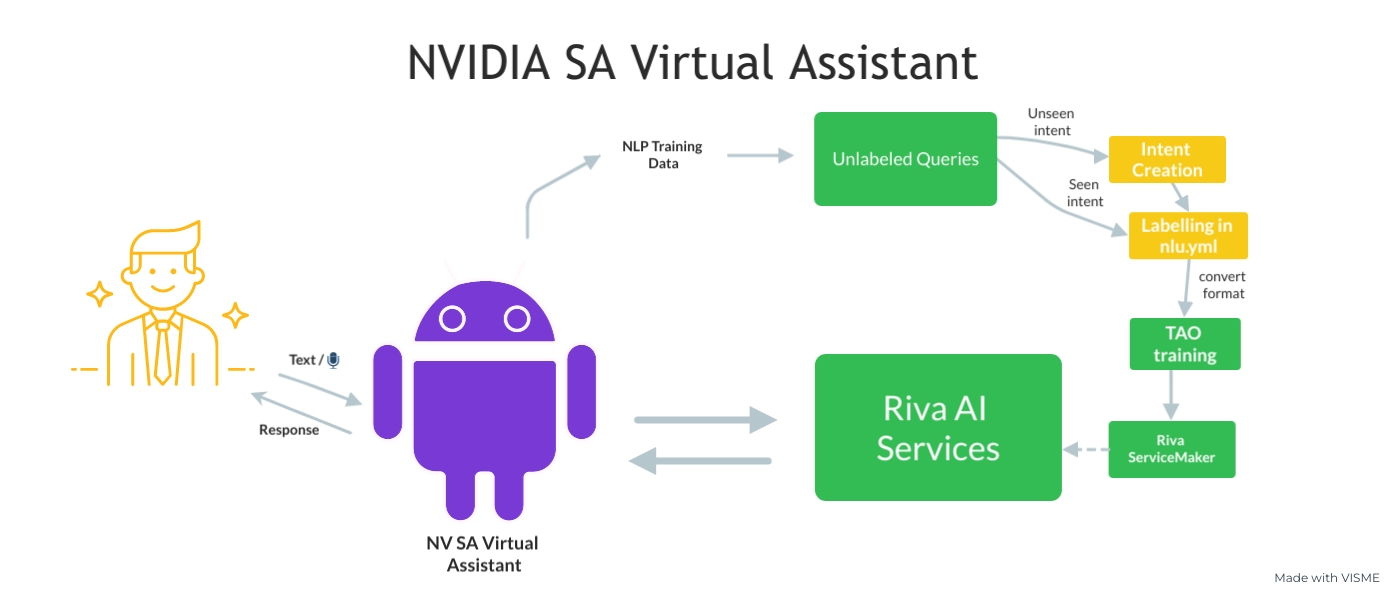 NVIDIA SA Virtual Assistant
Unseen
intent
NLP Training
Data
Unlabeled Queries
Intent
Creation
Seen
intent
Labelling in
nlu.yml
convert
format
TAO
training
Text /
Response
Riva AI
Services
Riva
ServiceMaker
NV SA Virtual
Assistant
Made with VISME